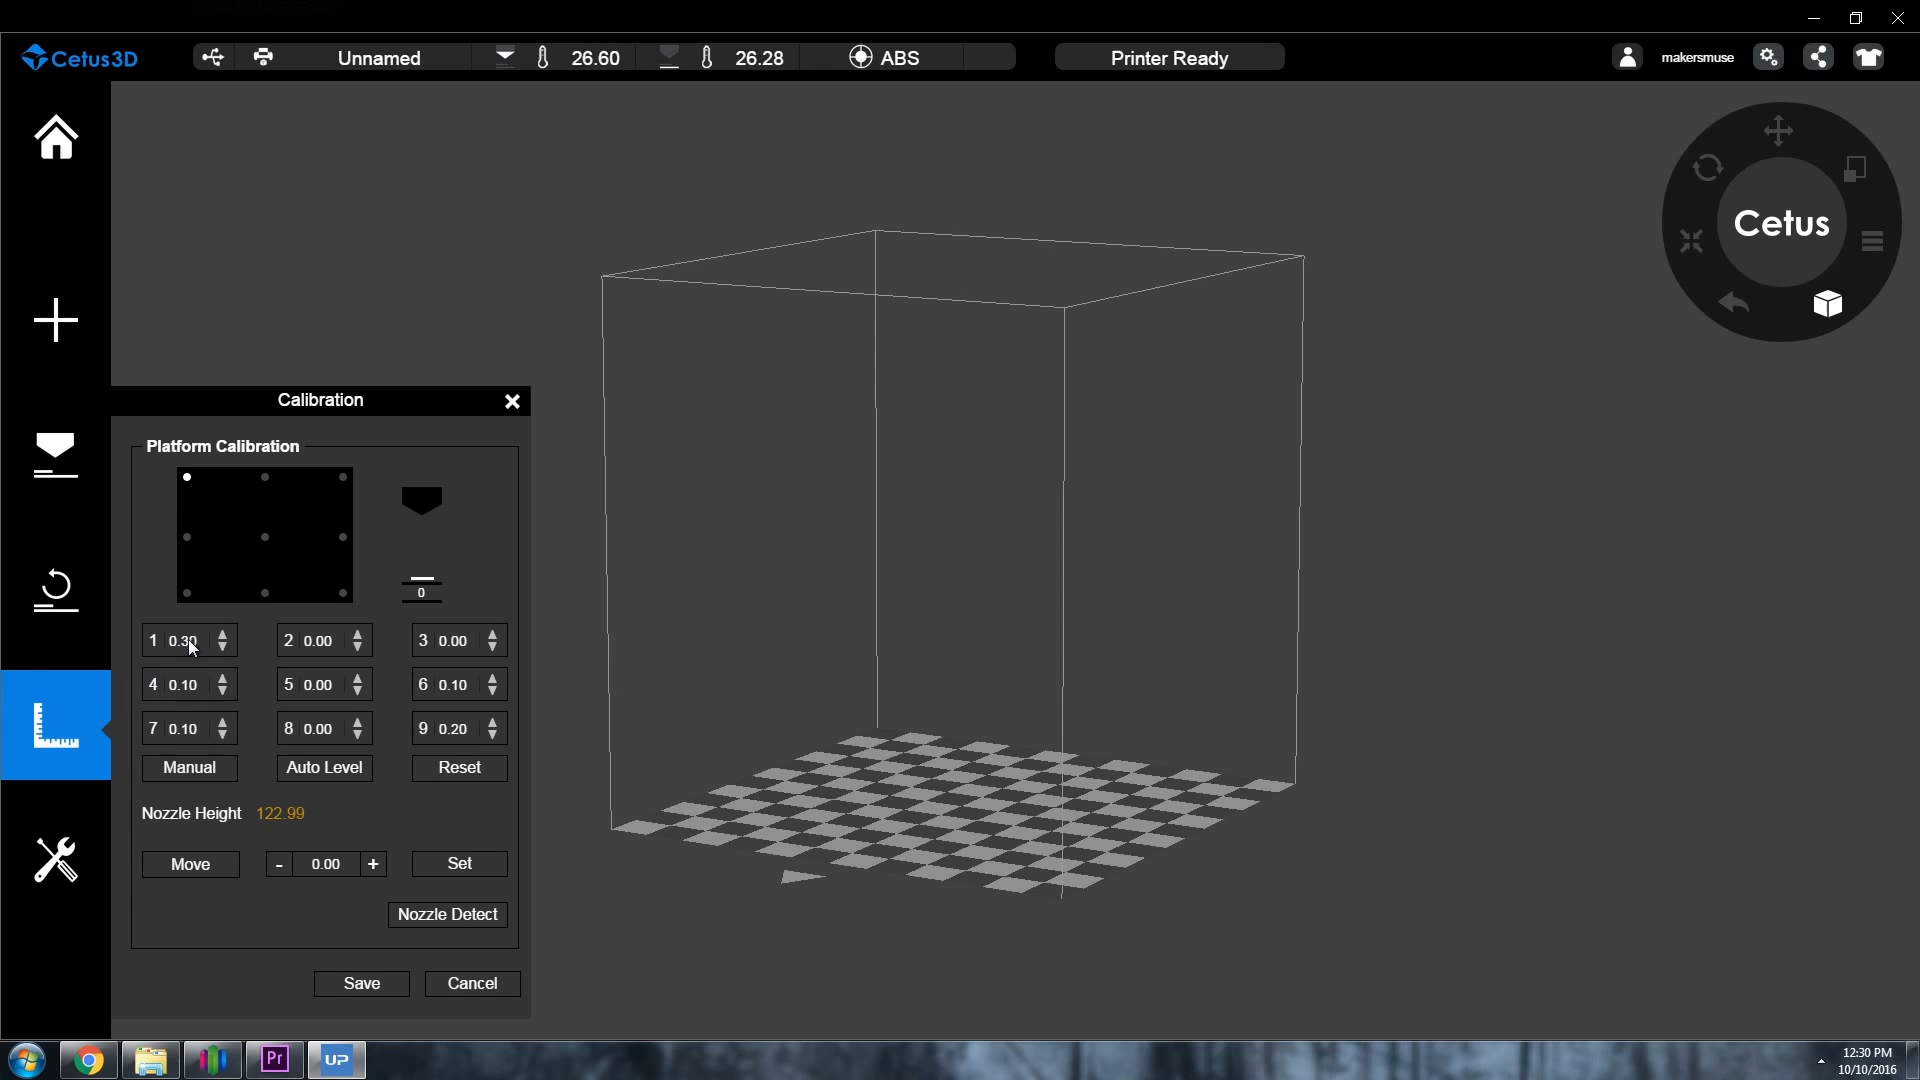 Cetus3D
Unnamed
26.60
26.28
ABS
Printer Ready
makersmuse
Cetus
Calibration
Platform Calibration
0
1 0.30
2 0.00
3 0.00
4 0.10
5 0.00
6 0.10
7 0.10
8 0.00
9 0.20
Manual
Auto Level
Reset
Nozzle Height 122.99
Move
- 0.00 +
Set
Nozzle Detect
Save
Cancel
Pr
UP
12:30 PM
10/10/2016